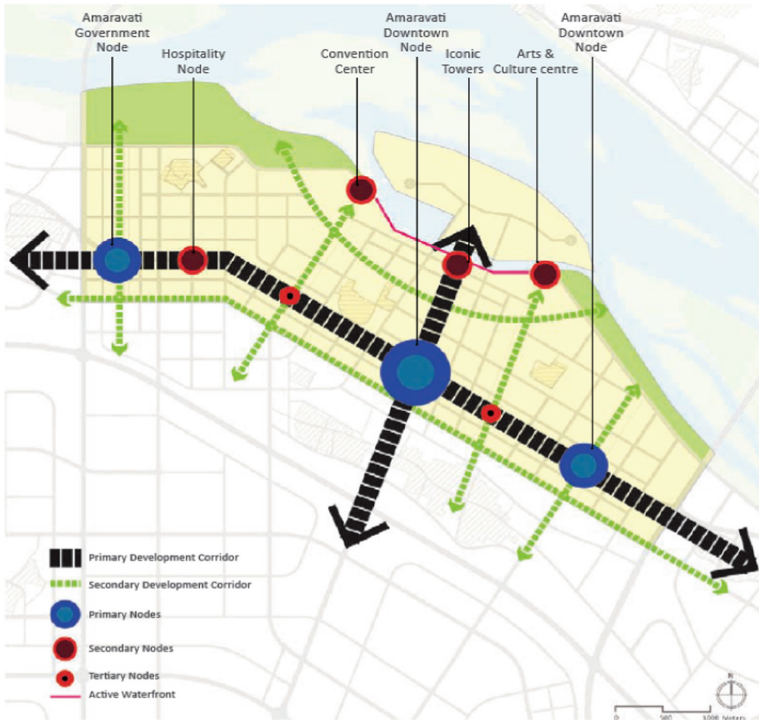 Amaravati
Government
Node
Hospitality
Node
Convention
Center
Amaravati
Downtown
Node
Iconic
Towers
Arts &
Culture centre
Amaravati
Downtown
Node
Primary Development Corridor
Secondary Development Corridor
Primary Nodes
Secondary Nodes
Tertiary Nodes
Active Waterfront
N
0 500 1000 Meters